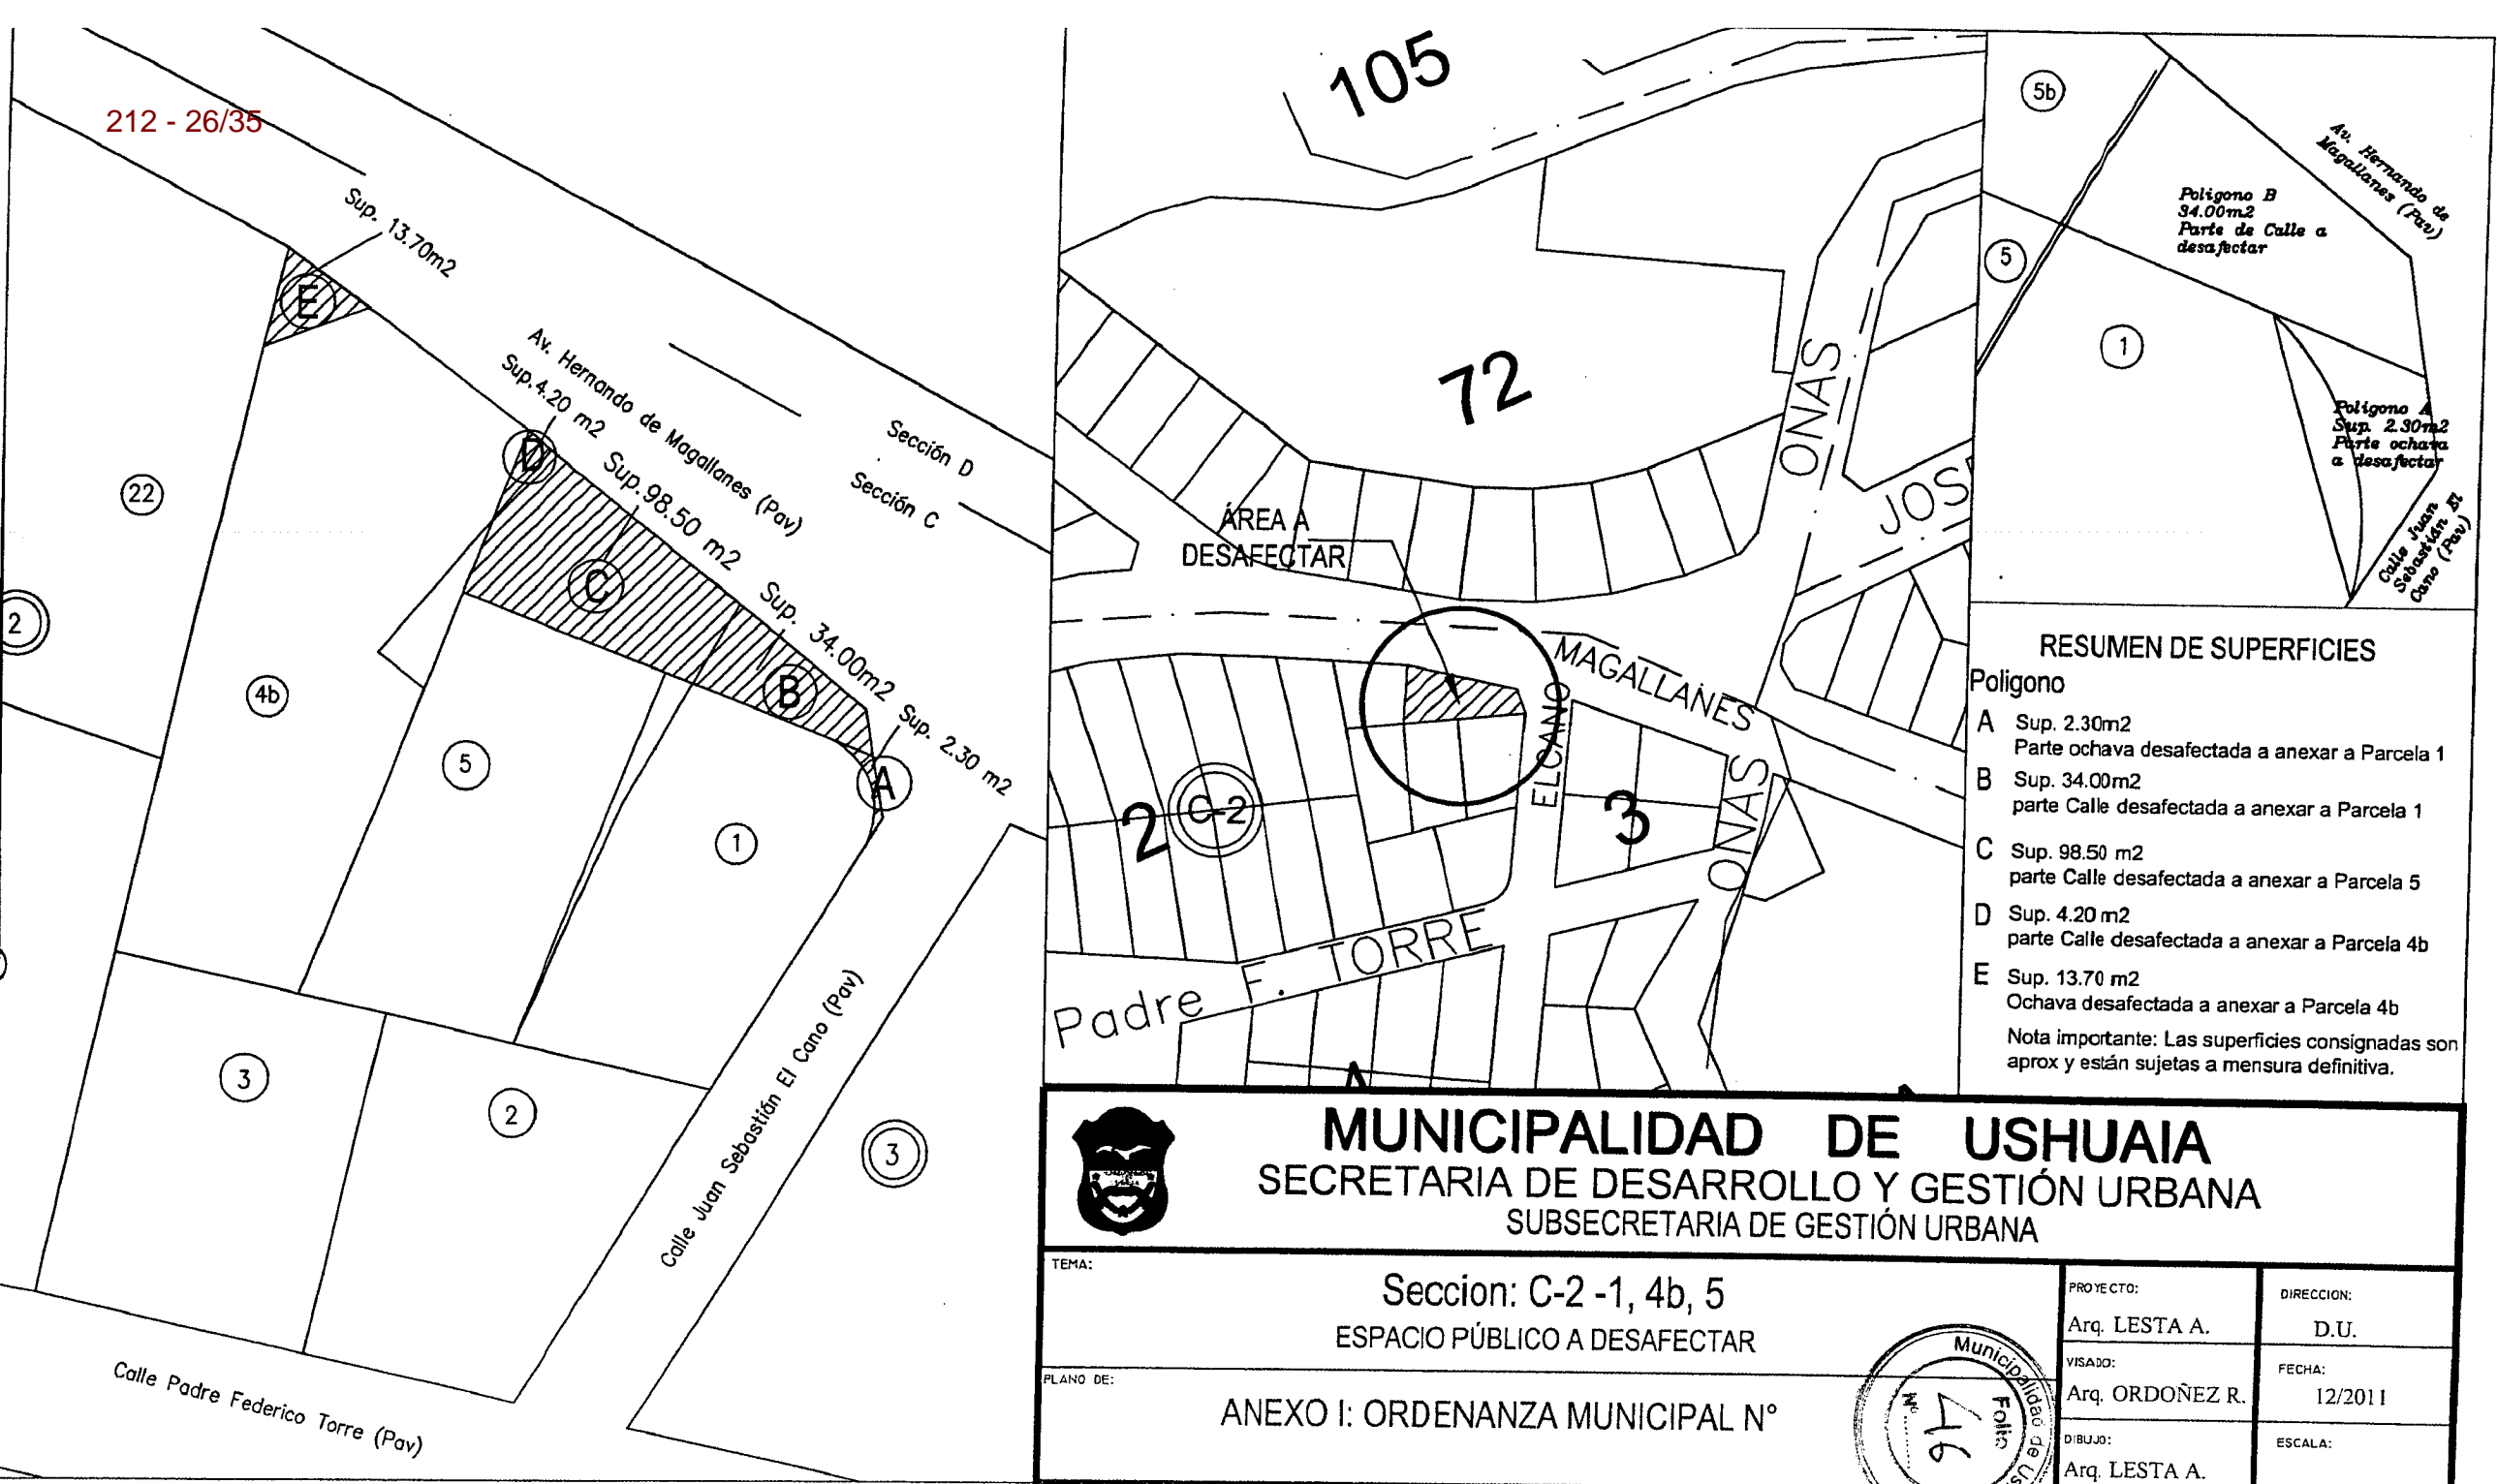 212 - 26/35
Sup. 13.70m2
E
Av. Hernando de Magallanes (Pav)
Sup.4.20 m2
D
Sup.98.50 m2
C
Sup. 34.00m2
B
Sup. 2.30 m2
A
Sección D
Sección C
22
2
4b
5
1
3
2
3
Calle Juan Sebastián El Cano (Pav)
Calle Padre Federico Torre (Pav)
105
72
ONAS
JOS
ÁREA A
DESAFECTAR
MAGALLANES
ELCANO
2
C-2
3
ONAS
Padre F. TORRE
5b
Av. Hernando de
Magallanes (Pav)
Poligono B
34.00m2
Parte de Calle a
desafectar
5
1
Poligono A
Sup. 2.30m2
Parte ochava
a desafectar
Calle Juan
Sebastián El
Cano (Pav)
RESUMEN DE SUPERFICIES
Poligono
A Sup. 2.30m2
Parte ochava desafectada a anexar a Parcela 1
B Sup. 34.00m2
parte Calle desafectada a anexar a Parcela 1
C Sup. 98.50 m2
parte Calle desafectada a anexar a Parcela 5
D Sup. 4.20 m2
parte Calle desafectada a anexar a Parcela 4b
E Sup. 13.70 m2
Ochava desafectada a anexar a Parcela 4b
Nota importante: Las superficies consignadas son
aprox y están sujetas a mensura definitiva.
MUNICIPALIDAD DE USHUAIA
SECRETARIA DE DESARROLLO Y GESTIÓN URBANA
SUBSECRETARIA DE GESTIÓN URBANA
TEMA:
Seccion: C-2 -1, 4b, 5
ESPACIO PÚBLICO A DESAFECTAR
PLANO DE:
ANEXO I: ORDENANZA MUNICIPAL N°
Municipalidad de Us
Folio
N°
PROYECTO:
Arq. LESTA A.
DIRECCION:
D.U.
VISADO:
Arq. ORDOÑEZ R.
FECHA:
12/2011
DIBUJO:
Arq. LESTA A.
ESCALA: